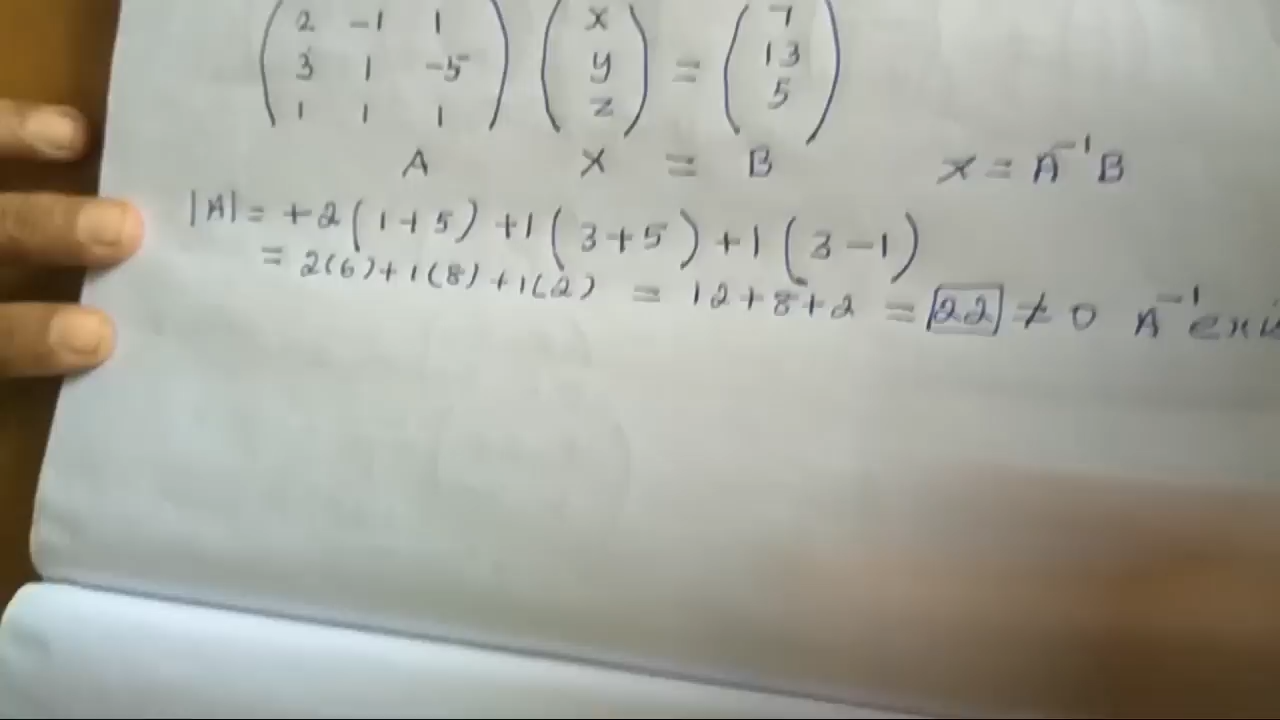 ( 2 -1 1 ) ( x ) = ( 7 )
( 3 1 -5 ) ( y ) = ( 13 )
( 1 1 1 ) ( z ) = ( 5 )
A X = B x = A⁻¹B
|A| = +2(1+5) +1(3+5) +1(3-1)
= 2(6)+1(8)+1(2) = 12+8+2 = 22 ≠ 0 A⁻¹